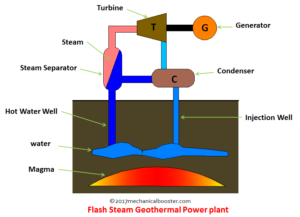 Turbine
T
G
Generator
Steam
Steam Separator
Condenser
C
Hot Water Well
Injection Well
water
Magma
©2017mechanicalbooster.com
Flash Steam Geothermal Power plant